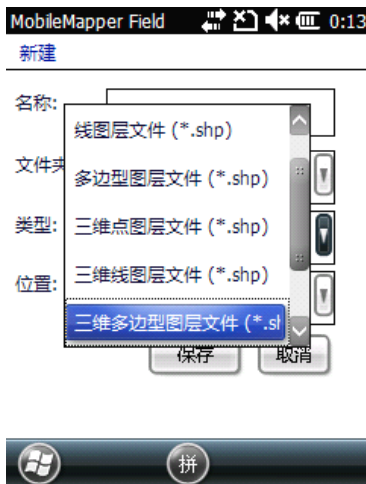 MobileMapper Field 0:13
新建
名称:
线图层文件 (*.shp)
文件夹
多边型图层文件 (*.shp)
类型: 三维点图层文件 (*.shp)
三维线图层文件 (*.shp)
位置:
三维多边型图层文件 (*.sh
保存 取消
拼